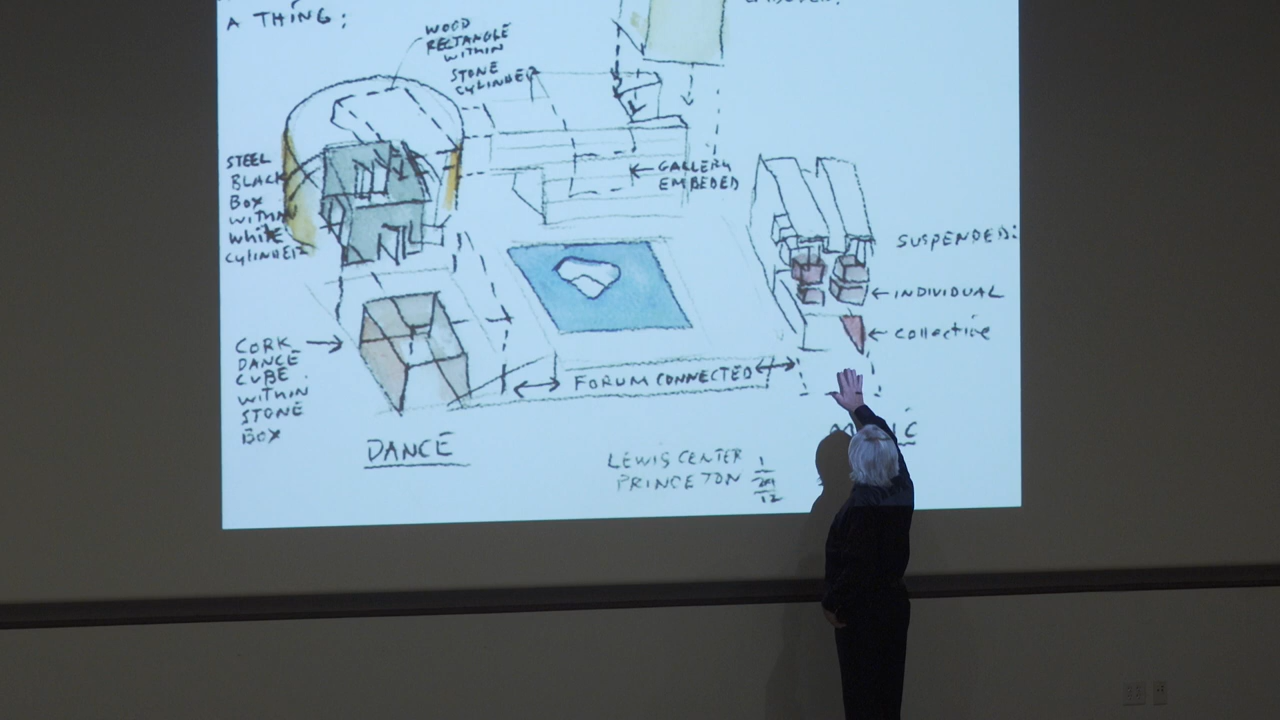 A THING:
WOOD
RECTANGLE
WITHIN
STONE
CYLINDER
STEEL
BLACK
BOX
WITHIN
WHITE
CYLINDER
GALLERY
EMBEDED
SUSPENDED:
INDIVIDUAL
COLLECTIVE
CORK
DANCE
CUBE
WITHIN
STONE
BOX
FORUM CONNECTED
DANCE
LEWIS CENTER
PRINCETON